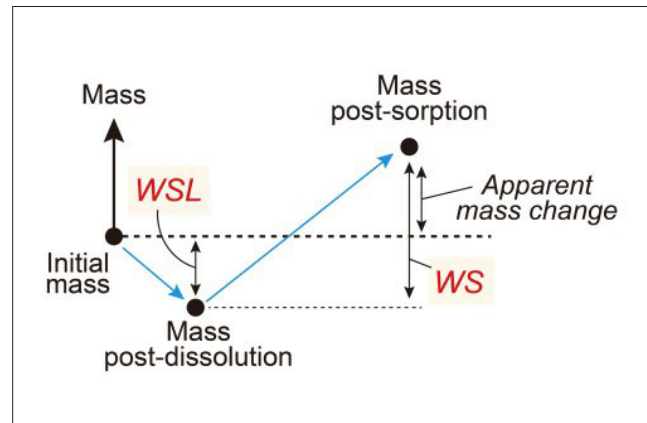 Mass
Mass
post-sorption
WSL
Apparent
mass change
Initial
mass
WS
Mass
post-dissolution